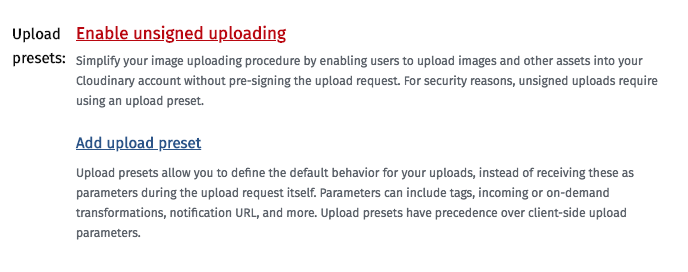 Upload presets:
Enable unsigned uploading
Simplify your image uploading procedure by enabling users to upload images and other assets into your
Cloudinary account without pre-signing the upload request. For security reasons, unsigned uploads require
using an upload preset.
Add upload preset
Upload presets allow you to define the default behavior for your uploads, instead of receiving these as
parameters during the upload request itself. Parameters can include tags, incoming or on-demand
transformations, notification URL, and more. Upload presets have precedence over client-side upload
parameters.